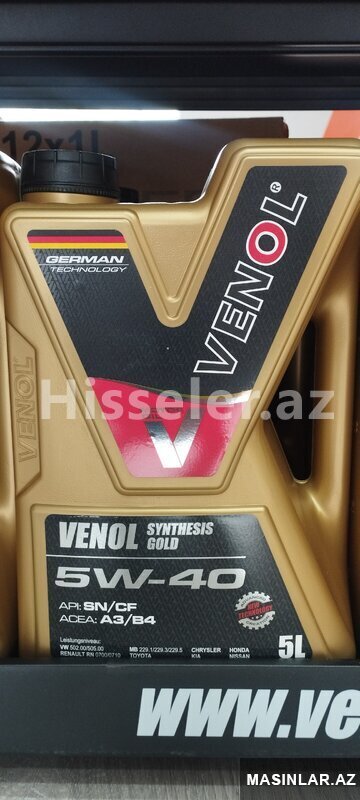 12x1L
GERMAN
TECHNOLOGY
VENOL®
VENOL
Hisseler.az
V
VENOL SYNTHESIS
GOLD
5W-40
API: SN/CF
ACEA: A3/B4
NEW
TECHNOLOGY
Leistungsniveau:
VW 502.00/505.00 MB 229.1/229.3/229.5 CHRYSLER HONDA
RENAULT RN 0700/0710 TOYOTA KIA NISSAN
5L
www.ve
MASINLAR.AZ